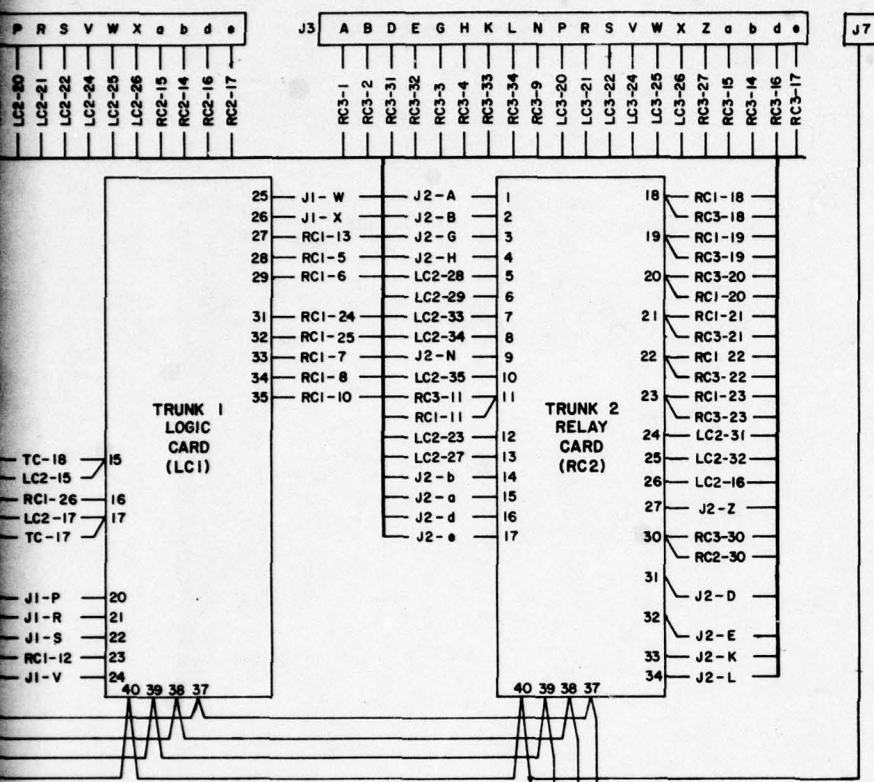 P R S V W X a b d e
J3 A B D E G H K L N P R S V W X Z a b d e
J7
LC2-20
LC2-21
LC2-22
LC2-24
LC2-25
LC2-26
RC2-15
RC2-14
RC2-16
RC2-17
RC3-1
RC3-2
RC3-31
RC3-32
RC3-3
RC3-4
RC3-33
RC3-34
RC3-9
LC3-20
LC3-21
LC3-22
LC3-24
LC3-25
LC3-26
RC3-27
RC3-15
RC3-14
RC3-16
RC3-17
TRUNK 1
LOGIC
CARD
(LC1)
TC-18 15
LC2-15
RC1-26 16
LC2-17 17
TC-17
J1-P 20
J1-R 21
J1-S 22
RC1-12 23
J1-V 24
25 J1-W
26 J1-X
27 RC1-13
28 RC1-5
29 RC1-6
31 RC1-24
32 RC1-25
33 RC1-7
34 RC1-8
35 RC1-10
40 39 38 37
TRUNK 2
RELAY
CARD
(RC2)
J2-A 1
J2-B 2
J2-G 3
J2-H 4
LC2-28 5
LC2-29 6
LC2-33 7
LC2-34 8
J2-N 9
LC2-35 10
RC3-11 11
RC1-11
LC2-23 12
LC2-27 13
J2-b 14
J2-a 15
J2-d 16
J2-e 17
18 RC1-18
RC3-18
19 RC1-19
RC3-19
20 RC3-20
RC1-20
21 RC1-21
RC3-21
22 RC1 22
RC3-22
23 RC1-23
RC3-23
24 LC2-31
25 LC2-32
26 LC2-16
27 J2-Z
30 RC3-30
RC2-30
31 J2-D
32 J2-E
33 J2-K
34 J2-L
40 39 38 37